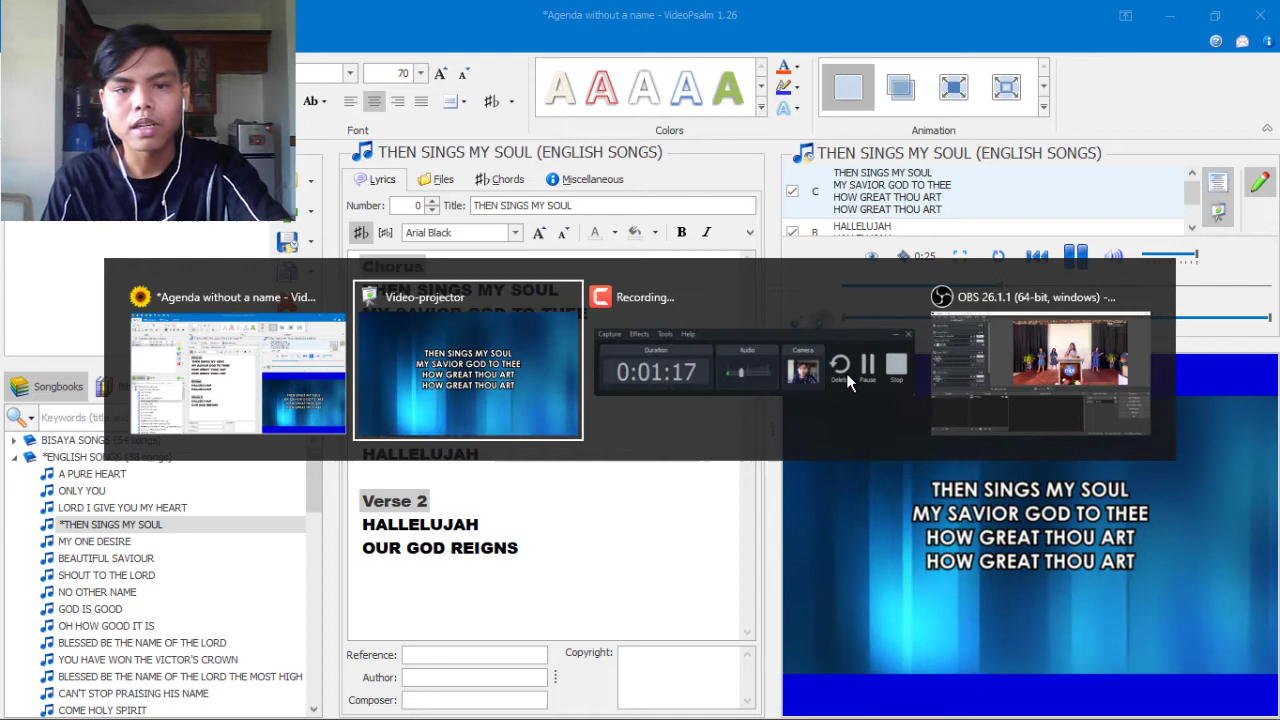 *Agenda without a name - VideoPsalm 1.26
70
Ab
Font
Colors
Animation
THEN SINGS MY SOUL (ENGLISH SONGS)
Lyrics
Files
Chords
Miscellaneous
Number: 0
Title: THEN SINGS MY SOUL
Arial Black
B
I
Chorus
THEN SINGS MY SOUL (ENGLISH SONGS)
C
THEN SINGS MY SOUL
MY SAVIOR GOD TO THEE
HOW GREAT THOU ART
HOW GREAT THOU ART
B
HALLELUJAH
0:25
*Agenda without a name - Vid...
Video-projector
THEN SINGS MY SOUL
MY SAVIOR GOD TO THEE
HOW GREAT THOU ART
HOW GREAT THOU ART
Recording...
Capture
Effects
Tools
Help
Duration
Audio
Camera
0:01:17
Delete
Pause
Stop
OBS 26.1.1 (64-bit, windows) -...
Songbooks
Keywords
BISAYA SONGS (54 songs)
*ENGLISH SONGS (38 songs)
A PURE HEART
ONLY YOU
LORD I GIVE YOU MY HEART
*THEN SINGS MY SOUL
MY ONE DESIRE
BEAUTIFUL SAVIOUR
SHOUT TO THE LORD
NO OTHER NAME
GOD IS GOOD
OH HOW GOOD IT IS
BLESSED BE THE NAME OF THE LORD
YOU HAVE WON THE VICTOR'S CROWN
BLESSED BE THE NAME OF THE LORD THE MOST HIGH
CAN'T STOP PRAISING HIS NAME
COME HOLY SPIRIT
HALLELUJAH
Verse 2
HALLELUJAH
OUR GOD REIGNS
Reference:
Author:
Composer:
Copyright:
THEN SINGS MY SOUL
MY SAVIOR GOD TO THEE
HOW GREAT THOU ART
HOW GREAT THOU ART